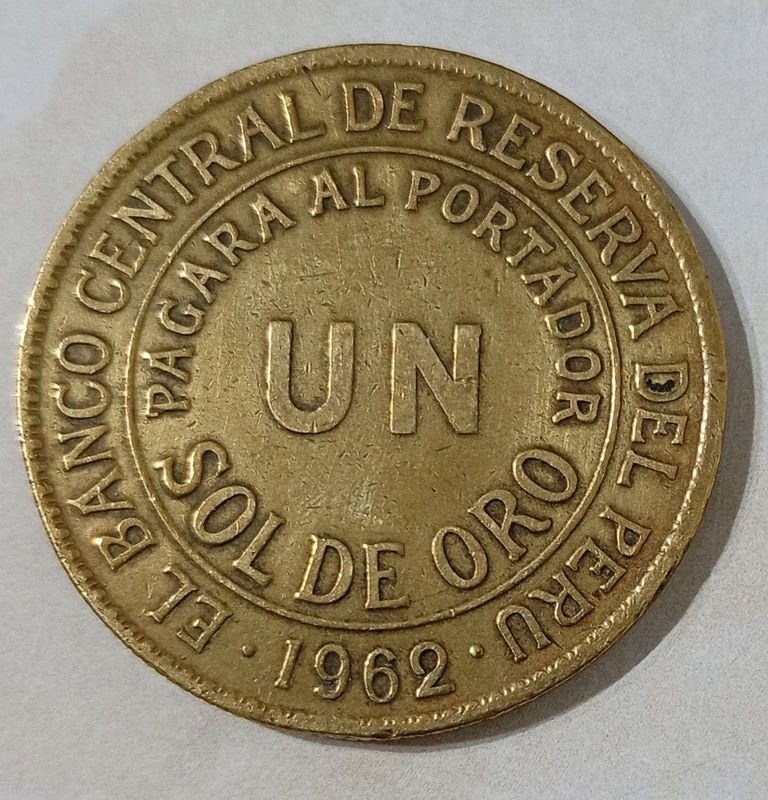 EL BANCO CENTRAL DE RESERVA DEL PERU
PAGARA AL PORTADOR
UN
SOL DE ORO
· 1962 ·